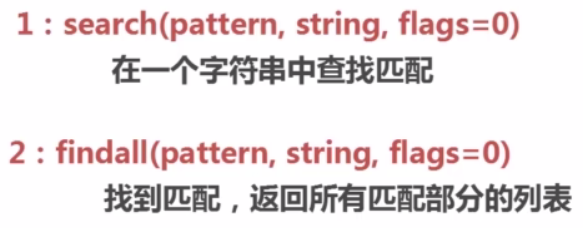 1：search(pattern, string, flags=0)
在一个字符串中查找匹配
2：findall(pattern, string, flags=0)
找到匹配，返回所有匹配部分的列表